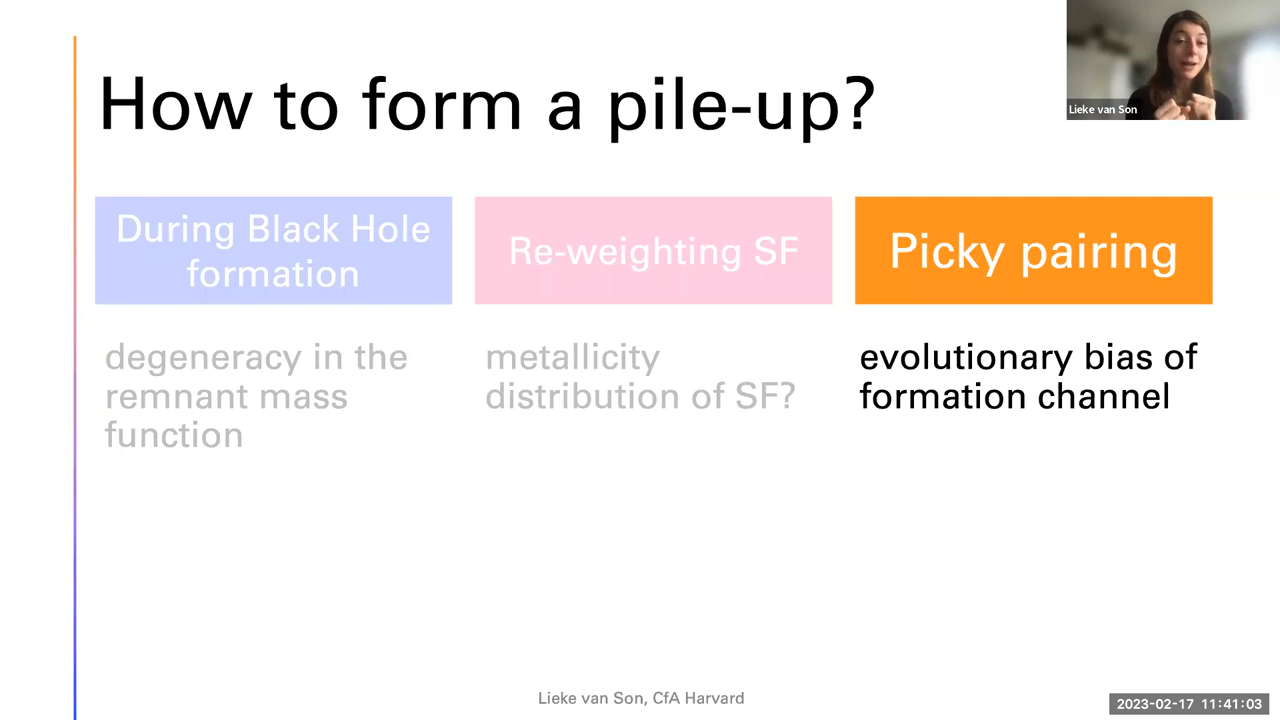 How to form a pile-up?
Lieke van Son
During Black Hole
formation
Re-weighting SF
Picky pairing
degeneracy in the
remnant mass
function
metallicity
distribution of SF?
evolutionary bias of
formation channel
Lieke van Son, CfA Harvard
2023-02-17 11:41:03